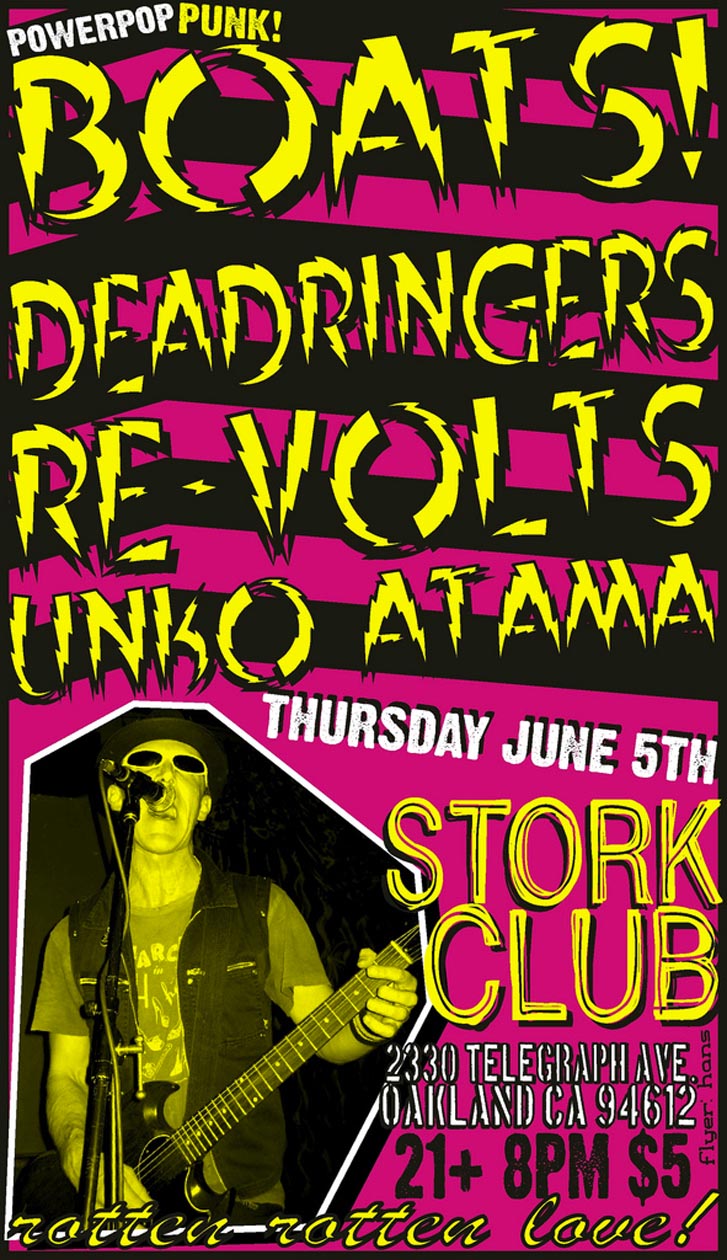 POWERPOP PUNK!
BOATS!
DEADRINGERS
RE-VOLTS
UNKO ATAMA
THURSDAY JUNE 5TH
STORK
CLUB
2330 TELEGRAPH AVE.
OAKLAND CA 94612
21+ 8PM $5
flyer: hans
rotten rotten love!